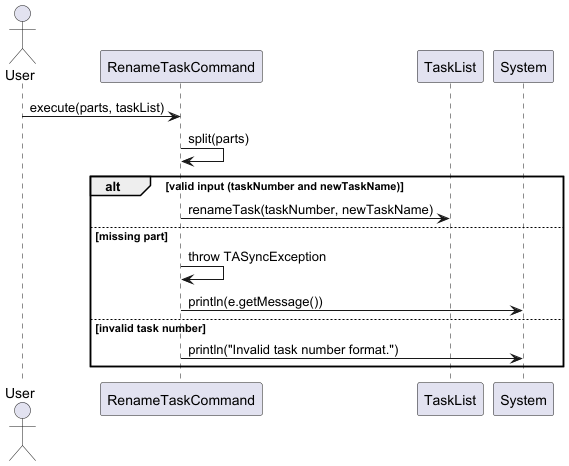 User
RenameTaskCommand
TaskList
System
execute(parts, taskList)
split(parts)
alt
[valid input (taskNumber and newTaskName)]
renameTask(taskNumber, newTaskName)
[missing part]
throw TASyncException
println(e.getMessage())
[invalid task number]
println("Invalid task number format.")
User
RenameTaskCommand
TaskList
System